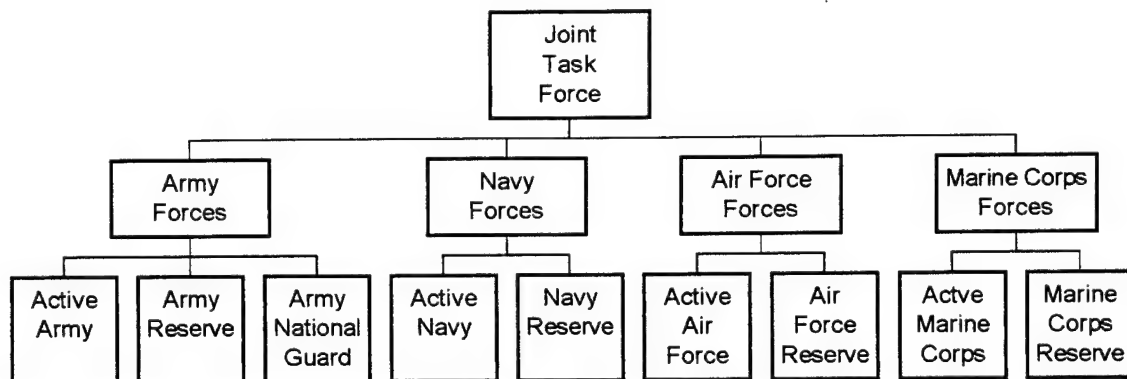 Joint
Task
Force
Army
Forces
Navy
Forces
Air Force
Forces
Marine Corps
Forces
Active
Army
Army
Reserve
Army
National
Guard
Active
Navy
Navy
Reserve
Active
Air
Force
Air
Force
Reserve
Actve
Marine
Corps
Marine
Corps
Reserve